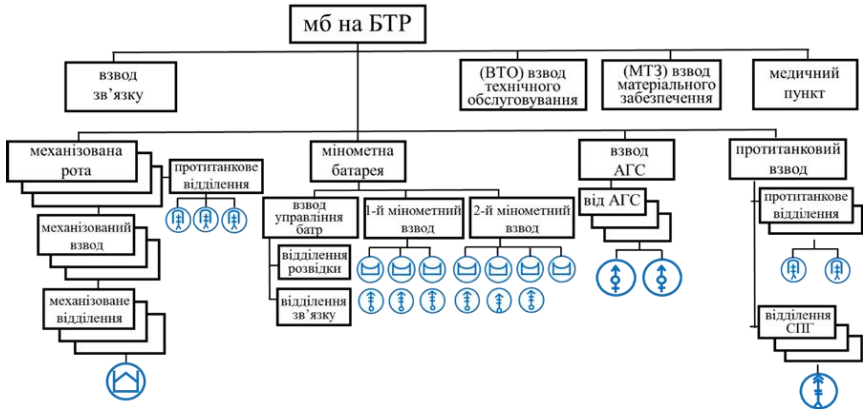 мб на БТР
взвод
зв’язку
(ВТО) взвод
технічного
обслуговування
(МТЗ) взвод
матеріального
забезпечення
медичний
пункт
механізована
рота
протитанкове
відділення
мінометна
батарея
взвод
АГС
протитанковий
взвод
механізований
взвод
взвод
управління
батр
1-й мінометний
взвод
2-й мінометний
взвод
від АГС
протитанкове
відділення
відділення
розвідки
механізоване
відділення
відділення
зв’язку
відділення
СПГ